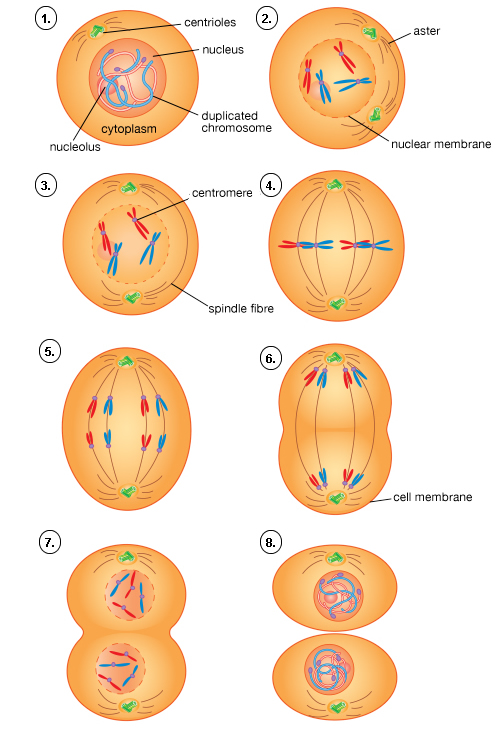 1.
centrioles
nucleus
duplicated
chromosome
cytoplasm
nucleolus
2.
aster
nuclear membrane
3.
centromere
spindle fibre
4.
5.
6.
cell membrane
7.
8.